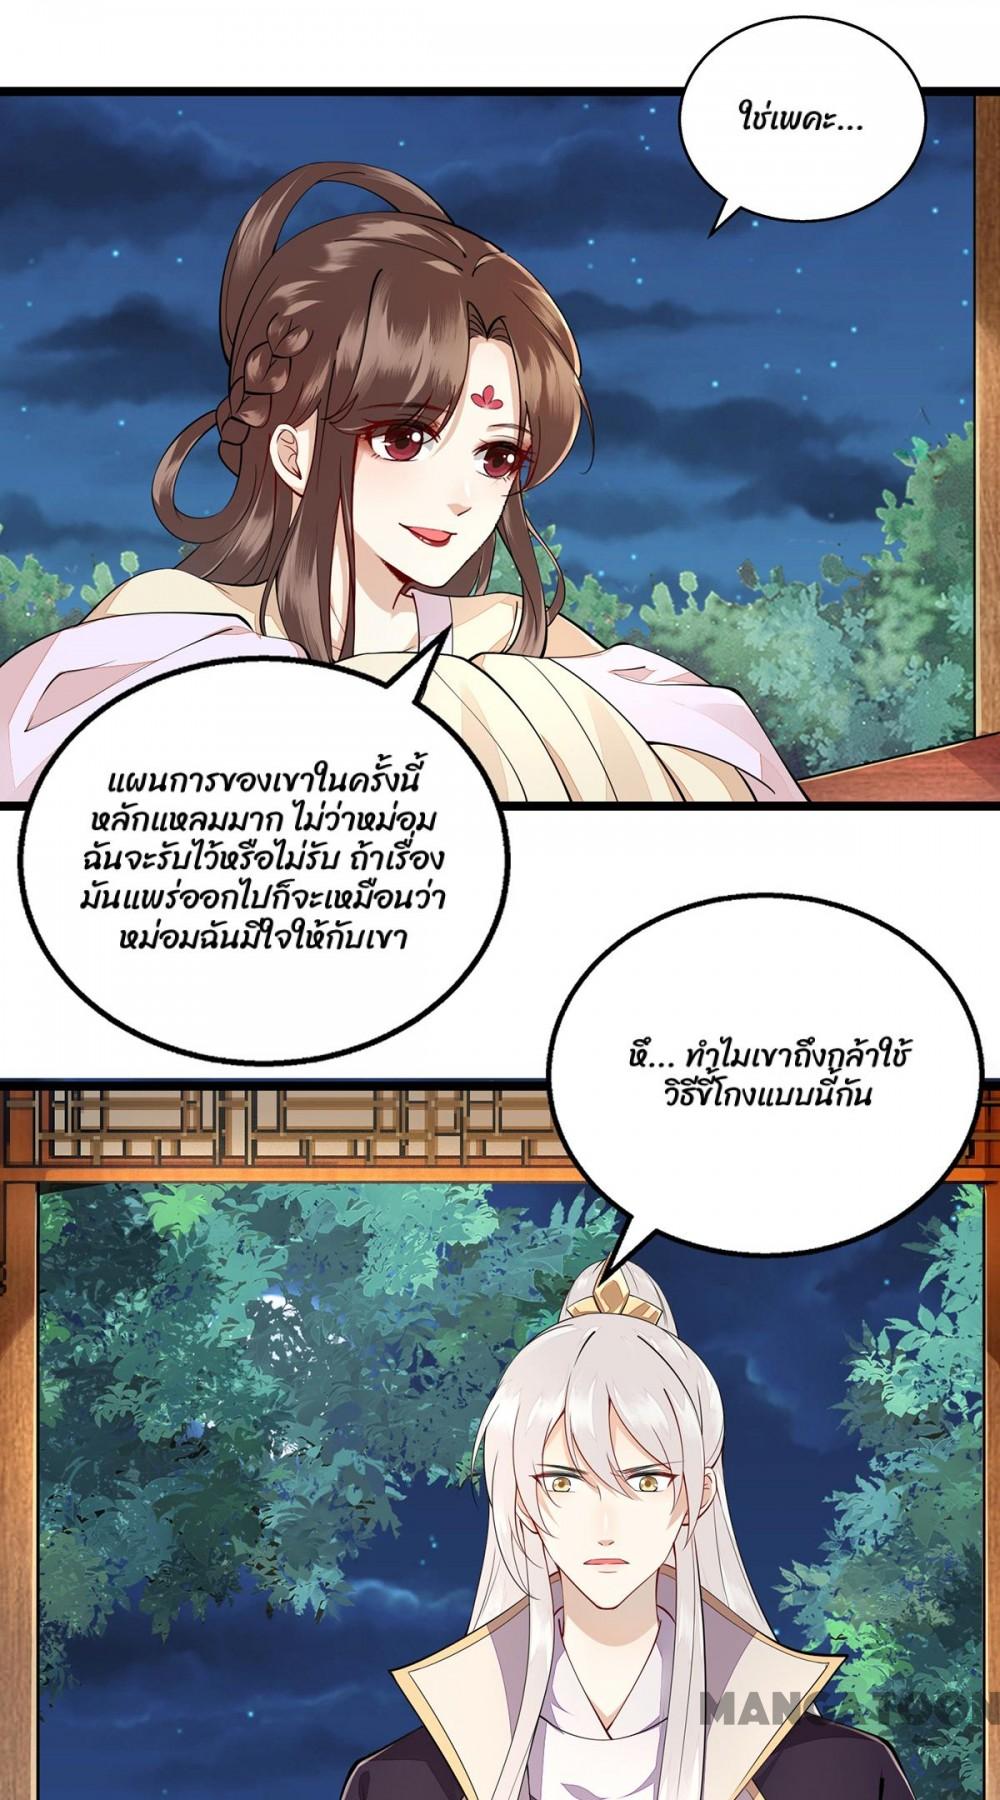 ใช่เพคะ...
แผนการของเขาในครั้งนี้
หลักแหลมมาก ไม่ว่าหม่อม
ฉันจะรับไว้หรือไม่รับ ถ้าเรื่อง
มันแพร่ออกไปก็จะเหมือนว่า
หม่อมฉันมีใจให้กับเขา
หึ... ทำไมเขาถึงกล้าใช้
วิธีขี้โกงแบบนี้กัน
MANGATOON